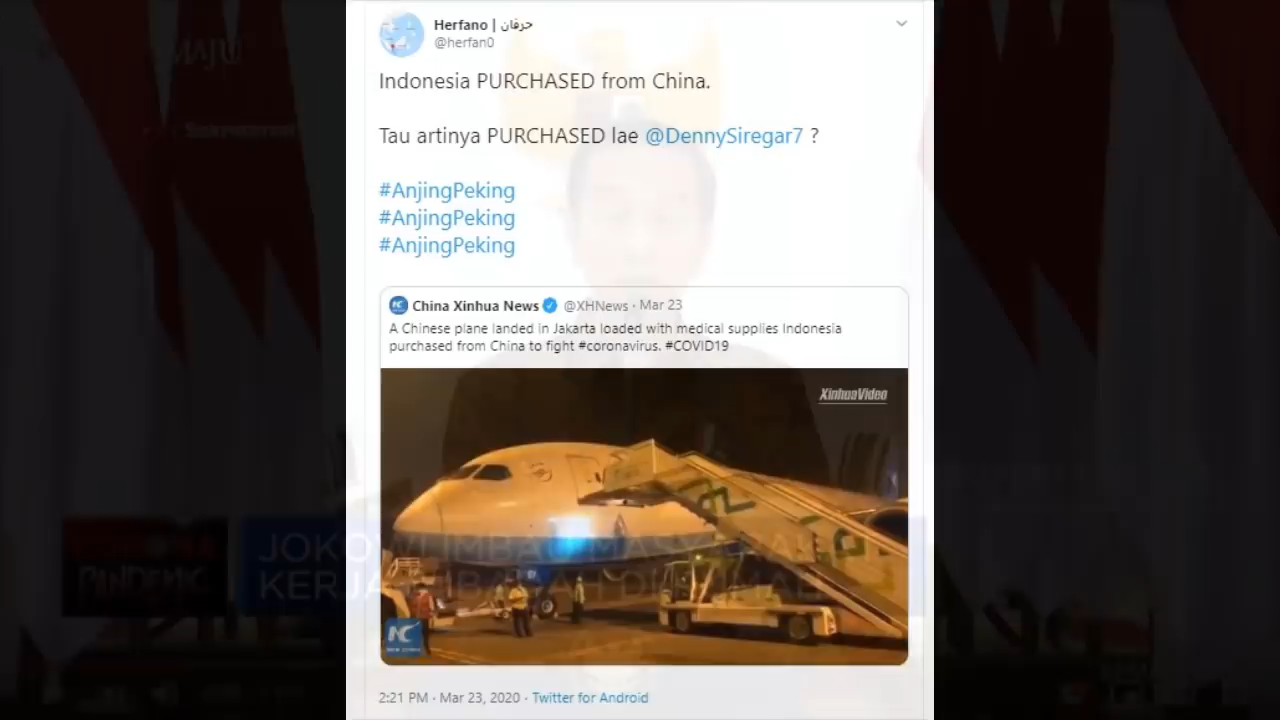 Herfano | حرفان
@herfan0
Indonesia PURCHASED from China.
Tau artinya PURCHASED lae @DennySiregar7 ?
#AnjingPeking
#AnjingPeking
#AnjingPeking
China Xinhua News @XHNews · Mar 23
A Chinese plane landed in Jakarta loaded with medical supplies Indonesia
purchased from China to fight #coronavirus. #COVID19
XinhuaVideo
2:21 PM · Mar 23, 2020 · Twitter for Android